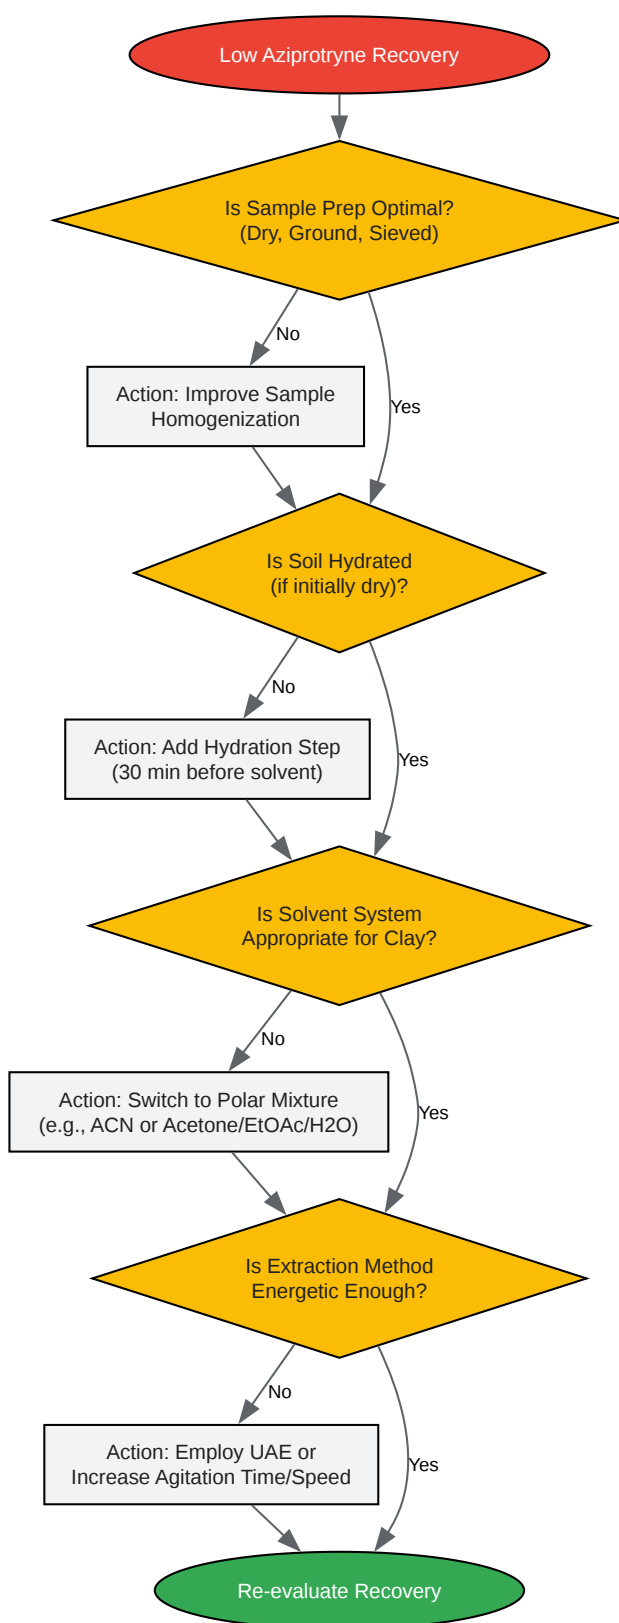 Low Aziprotryne Recovery
Is Sample Prep Optimal?
(Dry, Ground, Sieved)
No
Action: Improve Sample
Homogenization
Yes
Is Soil Hydrated
(if initially dry)?
No
Action: Add Hydration Step
(30 min before solvent)
Yes
Is Solvent System
Appropriate for Clay?
No
Action: Switch to Polar Mixture
(e.g., ACN or Acetone/EtOAc/H2O)
Yes
Is Extraction Method
Energetic Enough?
No
Action: Employ UAE or
Increase Agitation Time/Speed
Yes
Re-evaluate Recovery